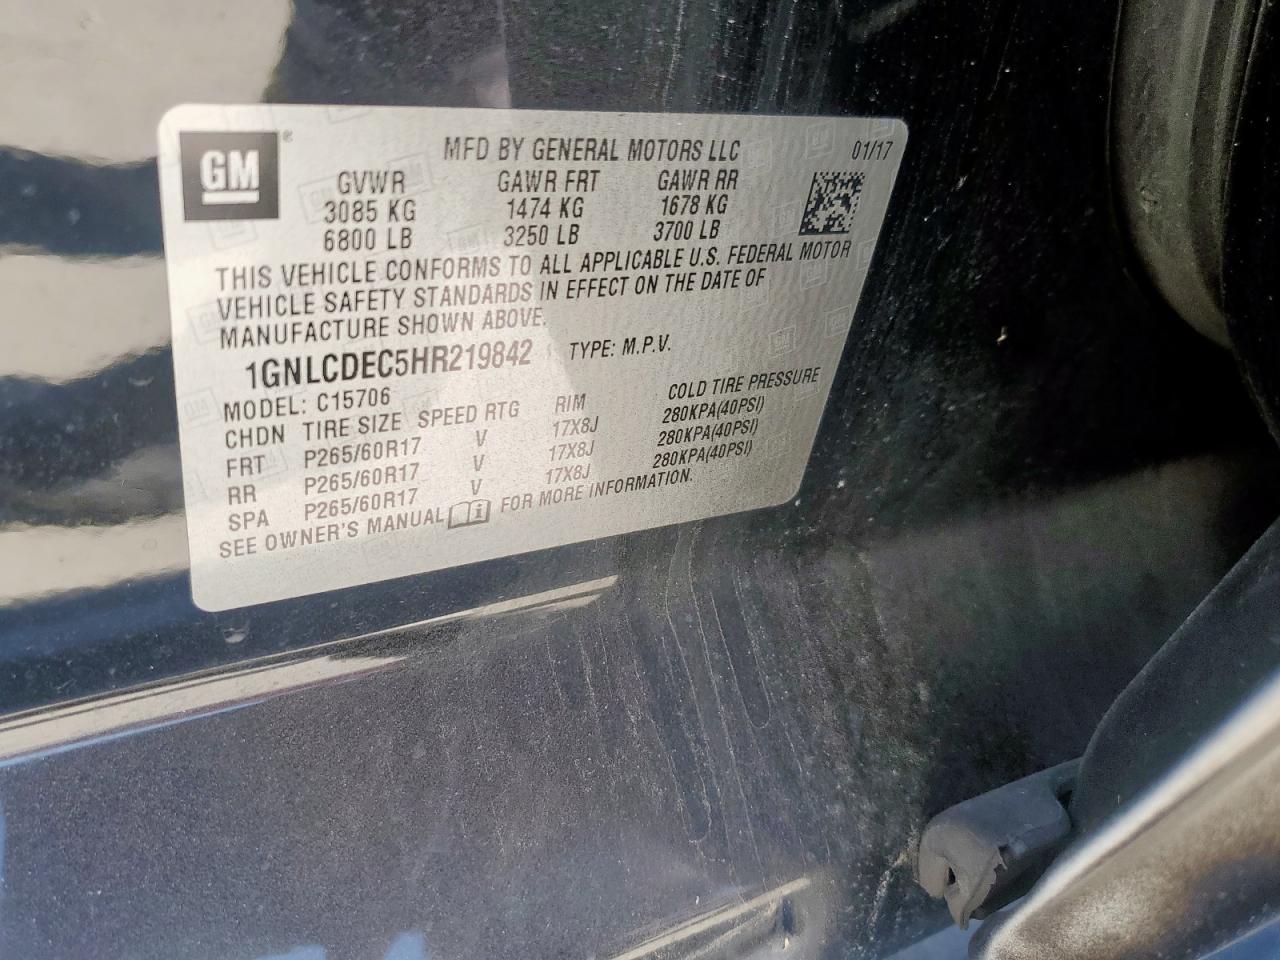 GM ®
MFD BY GENERAL MOTORS LLC 01/17
GVWR GAWR FRT GAWR RR
3085 KG 1474 KG 1678 KG
6800 LB 3250 LB 3700 LB
THIS VEHICLE CONFORMS TO ALL APPLICABLE U.S. FEDERAL MOTOR
VEHICLE SAFETY STANDARDS IN EFFECT ON THE DATE OF
MANUFACTURE SHOWN ABOVE.
1GNLCDEC5HR219842 TYPE: M.P.V.
MODEL: C15706
CHDN TIRE SIZE SPEED RTG RIM COLD TIRE PRESSURE
FRT P265/60R17 V 17X8J 280KPA(40PSI)
RR P265/60R17 V 17X8J 280KPA(40PSI)
SPA P265/60R17 V 17X8J 280KPA(40PSI)
SEE OWNER'S MANUAL FOR MORE INFORMATION.